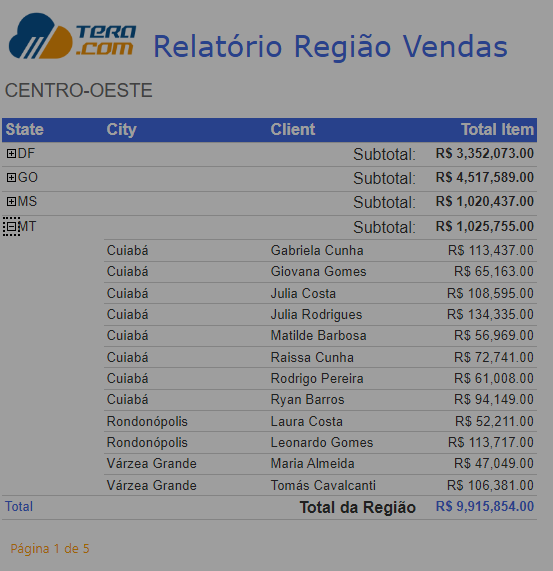 TERA
.COM
Relatório Região Vendas
CENTRO-OESTE
State City Client Total Item
DF Subtotal: R$ 3,352,073.00
GO Subtotal: R$ 4,517,589.00
MS Subtotal: R$ 1,020,437.00
MT Subtotal: R$ 1,025,755.00
Cuiabá Gabriela Cunha R$ 113,437.00
Cuiabá Giovana Gomes R$ 65,163.00
Cuiabá Julia Costa R$ 108,595.00
Cuiabá Julia Rodrigues R$ 134,335.00
Cuiabá Matilde Barbosa R$ 56,969.00
Cuiabá Raissa Cunha R$ 72,741.00
Cuiabá Rodrigo Pereira R$ 61,008.00
Cuiabá Ryan Barros R$ 94,149.00
Rondonópolis Laura Costa R$ 52,211.00
Rondonópolis Leonardo Gomes R$ 113,717.00
Várzea Grande Maria Almeida R$ 47,049.00
Várzea Grande Tomás Cavalcanti R$ 106,381.00
Total Total da Região R$ 9,915,854.00
Página 1 de 5